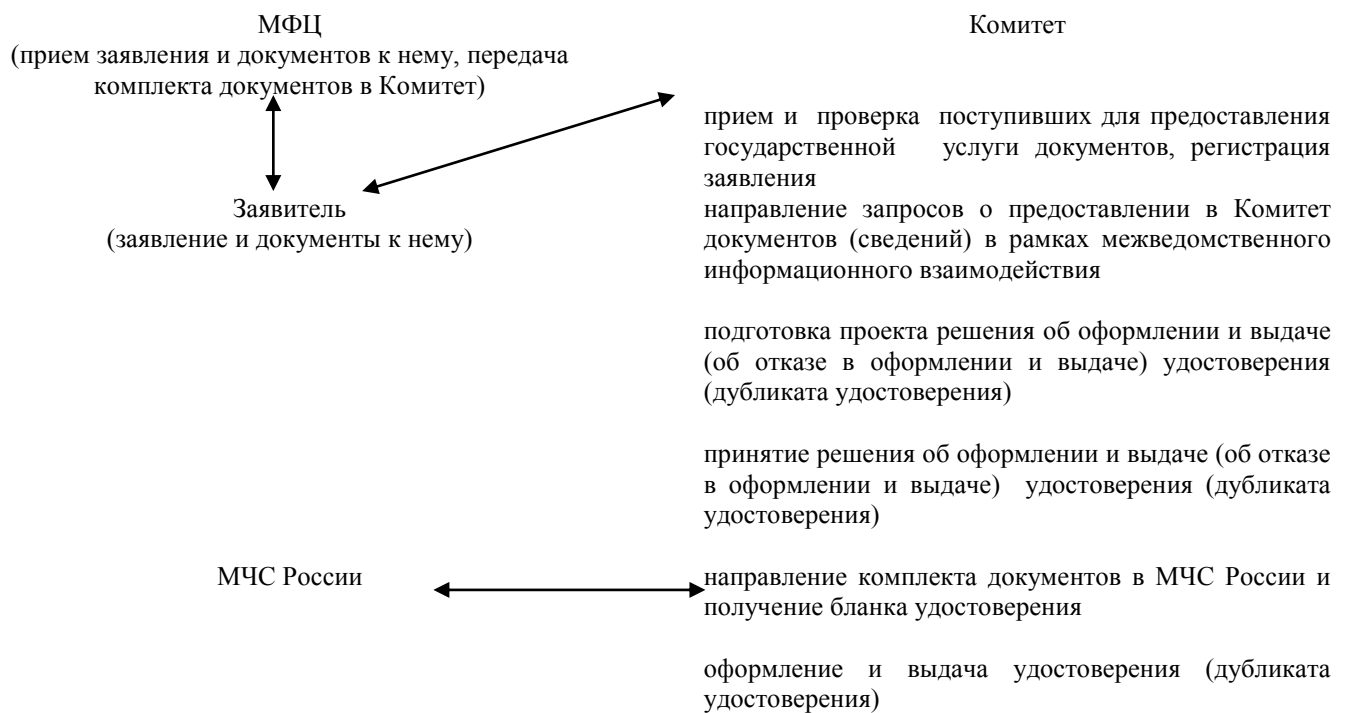 МФЦ
(прием заявления и документов к нему, передача
комплекта документов в Комитет)
Заявитель
(заявление и документы к нему)
Комитет
прием и проверка поступивших для предоставления
государственной услуги документов, регистрация
заявления
направление запросов о предоставлении в Комитет
документов (сведений) в рамках межведомственного
информационного взаимодействия
подготовка проекта решения об оформлении и выдаче
(об отказе в оформлении и выдаче) удостоверения
(дубликата удостоверения)
принятие решения об оформлении и выдаче (об отказе
в оформлении и выдаче) удостоверения (дубликата
удостоверения)
МЧС России
направление комплекта документов в МЧС России и
получение бланка удостоверения
оформление и выдача удостоверения (дубликата
удостоверения)